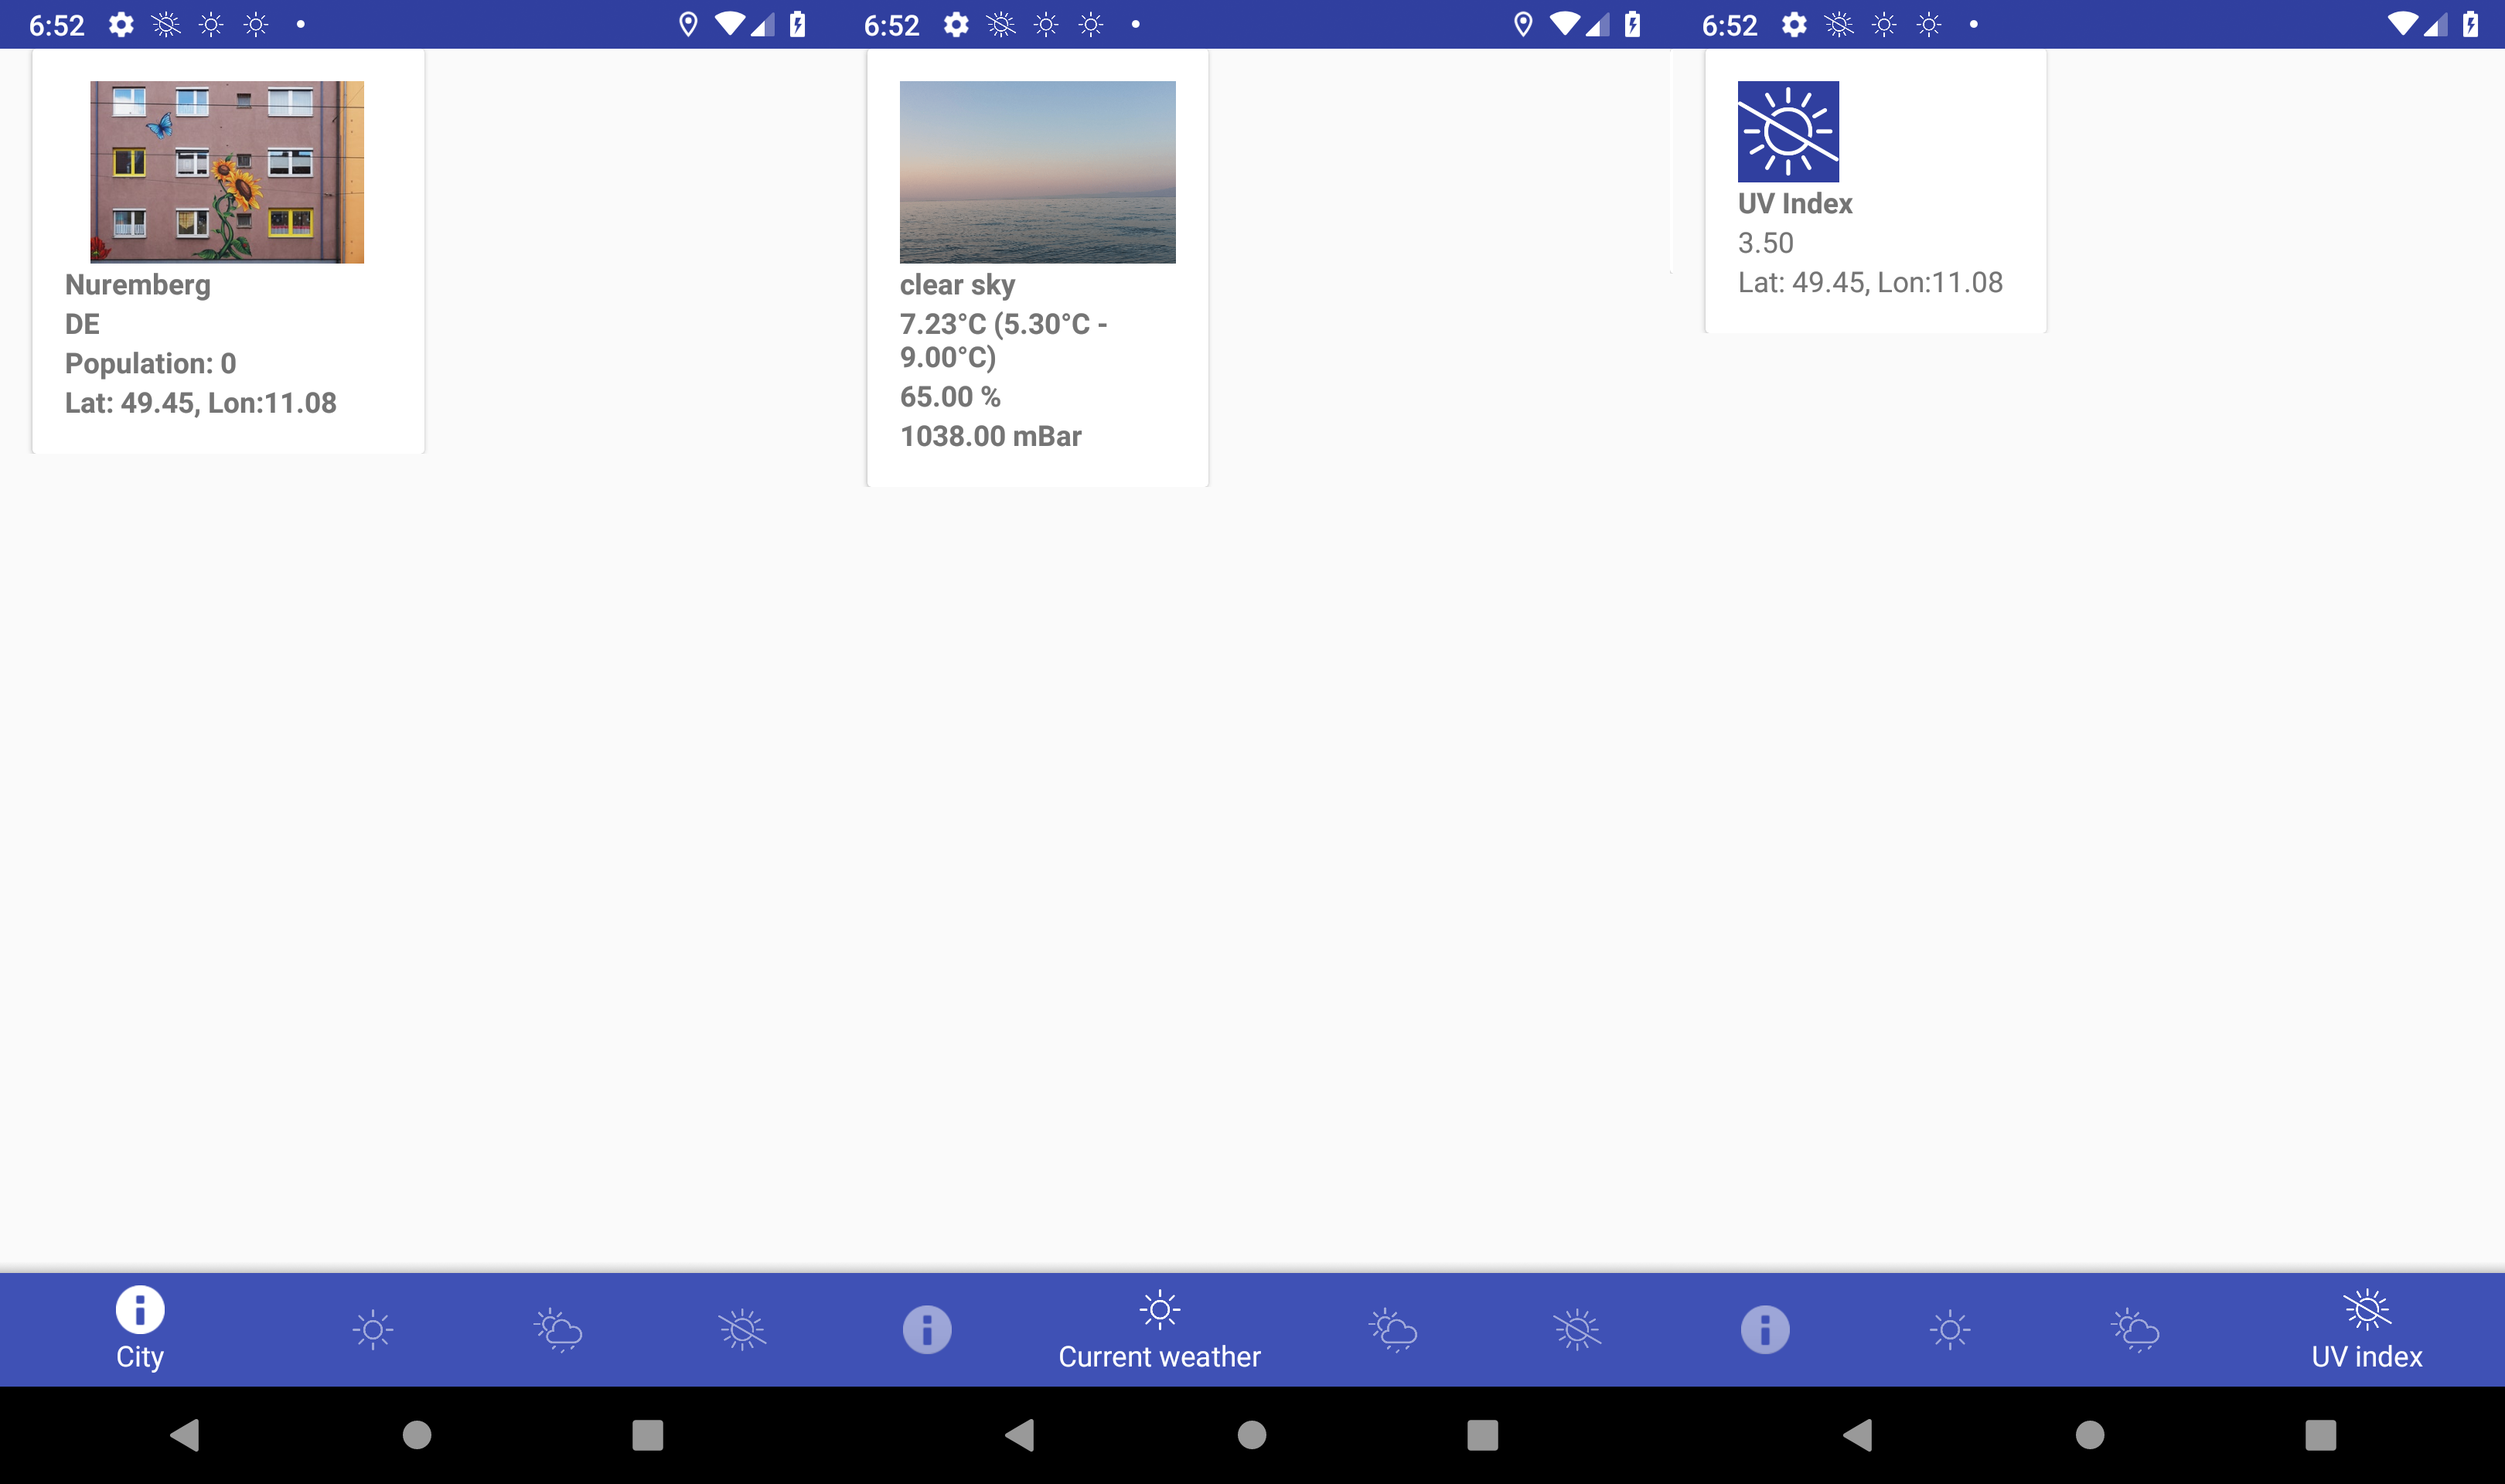 6:52
Nuremberg
DE
Population: 0
Lat: 49.45, Lon:11.08
City
6:52
clear sky
7.23°C (5.30°C -
9.00°C)
65.00 %
1038.00 mBar
Current weather
6:52
UV Index
3.50
Lat: 49.45, Lon:11.08
UV index